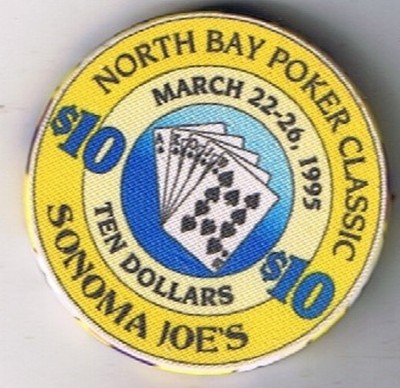 NORTH BAY POKER CLASSIC
MARCH 22-26, 1995
$10
TEN DOLLARS
$10
SONOMA JOE'S